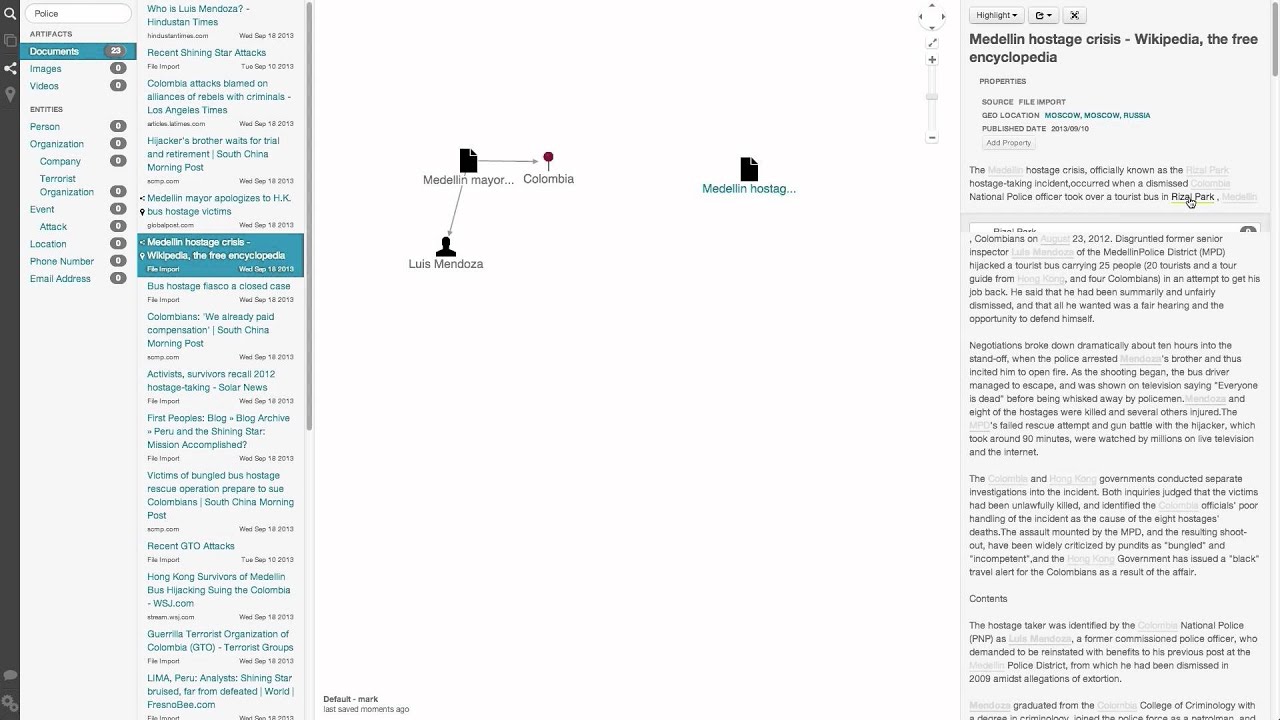 Police
ARTIFACTS
Documents 23
Images 0
Videos 0
ENTITIES
Person 0
Organization 0
Company 0
Terrorist
Organization 0
Event 0
Attack 0
Location 0
Phone Number 0
Email Address 0
Who is Luis Mendoza? -
Hindustan Times
hindustantimes.com Wed Sep 18 2013
Recent Shining Star Attacks
File Import Tue Sep 10 2013
Colombia attacks blamed on
alliances of rebels with criminals -
Los Angeles Times
articles.latimes.com Wed Sep 18 2013
Hijacker's brother waits for trial
and retirement | South China
Morning Post
scmp.com Wed Sep 18 2013
Medellin mayor apologizes to H.K.
bus hostage victims
globalpost.com Wed Sep 18 2013
Medellin hostage crisis -
Wikipedia, the free encyclopedia
File Import Wed Sep 18 2013
Bus hostage fiasco a closed case
File Import Wed Sep 18 2013
Colombians: 'We already paid
compensation' | South China
Morning Post
scmp.com Wed Sep 18 2013
Activists, survivors recall 2012
hostage-taking - Solar News
File Import Wed Sep 18 2013
First Peoples: Blog » Blog Archive
» Peru and the Shining Star:
Mission Accomplished?
File Import Wed Sep 18 2013
Victims of bungled bus hostage
rescue operation prepare to sue
Colombians | South China Morning
Post
scmp.com Wed Sep 18 2013
Recent GTO Attacks
File Import Tue Sep 10 2013
Hong Kong Survivors of Medellin
Bus Hijacking Suing the Colombia
- WSJ.com
stream.wsj.com Wed Sep 18 2013
Guerrilla Terrorist Organization of
Colombia (GTO) - Terrorist Groups
File Import Wed Sep 18 2013
LIMA, Peru: Analysts: Shining Star
bruised, far from defeated | World |
FresnoBee.com
File Import Wed Sep 18 2013
Medellin mayor...
Colombia
Luis Mendoza
Medellin hostag...
Default - mark
last saved moments ago
Highlight
Medellin hostage crisis - Wikipedia, the free
encyclopedia
PROPERTIES
SOURCE FILE IMPORT
GEO LOCATION MOSCOW, MOSCOW, RUSSIA
PUBLISHED DATE 2013/09/10
Add Property
The Medellin hostage crisis, officially known as the Rizal Park
hostage-taking incident,occurred when a dismissed Colombia
National Police officer took over a tourist bus in Rizal Park , Medellin
Rizal Park 0
, Colombians on August 23, 2012. Disgruntled former senior
inspector Luis Mendoza of the MedellinPolice District (MPD)
hijacked a tourist bus carrying 25 people (20 tourists and a tour
guide from Hong Kong, and four Colombians) in an attempt to get his
job back. He said that he had been summarily and unfairly
dismissed, and that all he wanted was a fair hearing and the
opportunity to defend himself.
Negotiations broke down dramatically about ten hours into the
stand-off, when the police arrested Mendoza's brother and thus
incited him to open fire. As the shooting began, the bus driver
managed to escape, and was shown on television saying "Everyone
is dead" before being whisked away by policemen.Mendoza and
eight of the hostages were killed and several others injured.The
MPD's failed rescue attempt and gun battle with the hijacker, which
took around 90 minutes, were watched by millions on live television
and the internet.
The Colombia and Hong Kong governments conducted separate
investigations into the incident. Both inquiries judged that the victims
had been unlawfully killed, and identified the Colombia officials' poor
handling of the incident as the cause of the eight hostages'
deaths.The assault mounted by the MPD, and the resulting shoot-
out, have been widely criticized by pundits as "bungled" and
"incompetent",and the Hong Kong Government has issued a "black"
travel alert for the Colombians as a result of the affair.
Contents
The hostage taker was identified by the Colombia National Police
(PNP) as Luis Mendoza, a former commissioned police officer, who
demanded to be reinstated with benefits to his previous post at the
Medellin Police District, from which he had been dismissed in
2009 amidst allegations of extortion.
Mendoza graduated from the Colombia College of Criminology with
a degree in criminology, joined the police force as a patrolman, and